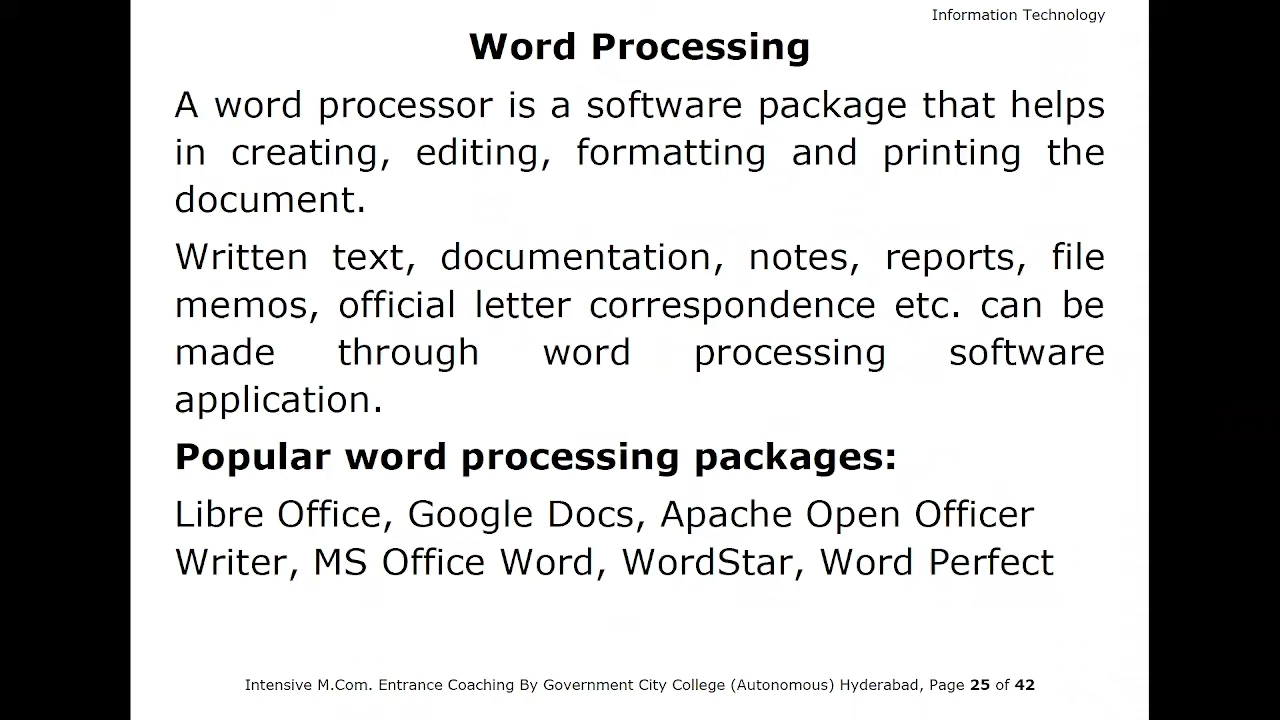 Information Technology
Word Processing
A word processor is a software package that helps
in creating, editing, formatting and printing the
document.
Written text, documentation, notes, reports, file
memos, official letter correspondence etc. can be
made through word processing software
application.
Popular word processing packages:
Libre Office, Google Docs, Apache Open Officer
Writer, MS Office Word, WordStar, Word Perfect
Intensive M.Com. Entrance Coaching By Government City College (Autonomous) Hyderabad, Page 25 of 42